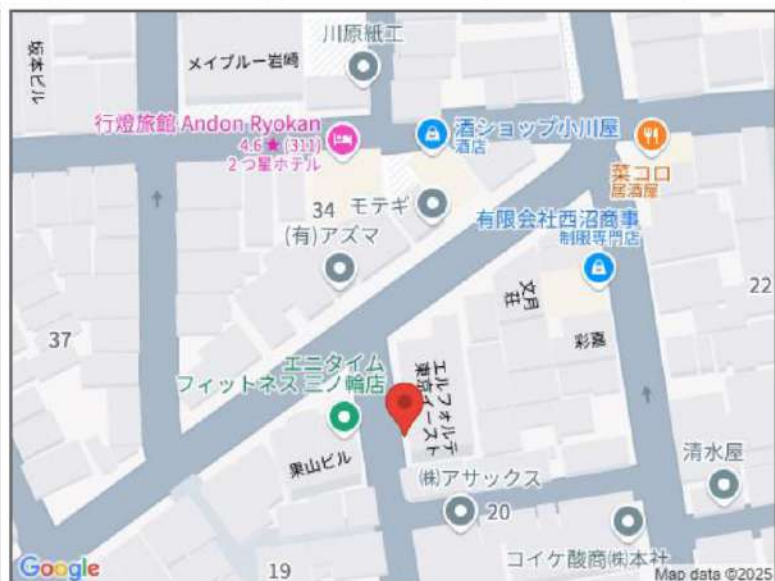 川原紙工
坂本ビル
メイブルー岩崎
行燈旅館 Andon Ryokan
4.6★ (311)
2つ星ホテル
酒ショップ小川屋
酒店
菜コロ
居酒屋
34
モテギ
(有)アズマ
有限会社西沼商事
制服専門店
22
文月荘
37
彩嘉
エニタイム
フィットネス 三ノ輪店
エルフォルテ
東京イースト
果山ビル
(株)アサックス
清水屋
20
19
コイケ酸商(株)本社
Google
Map data ©2025